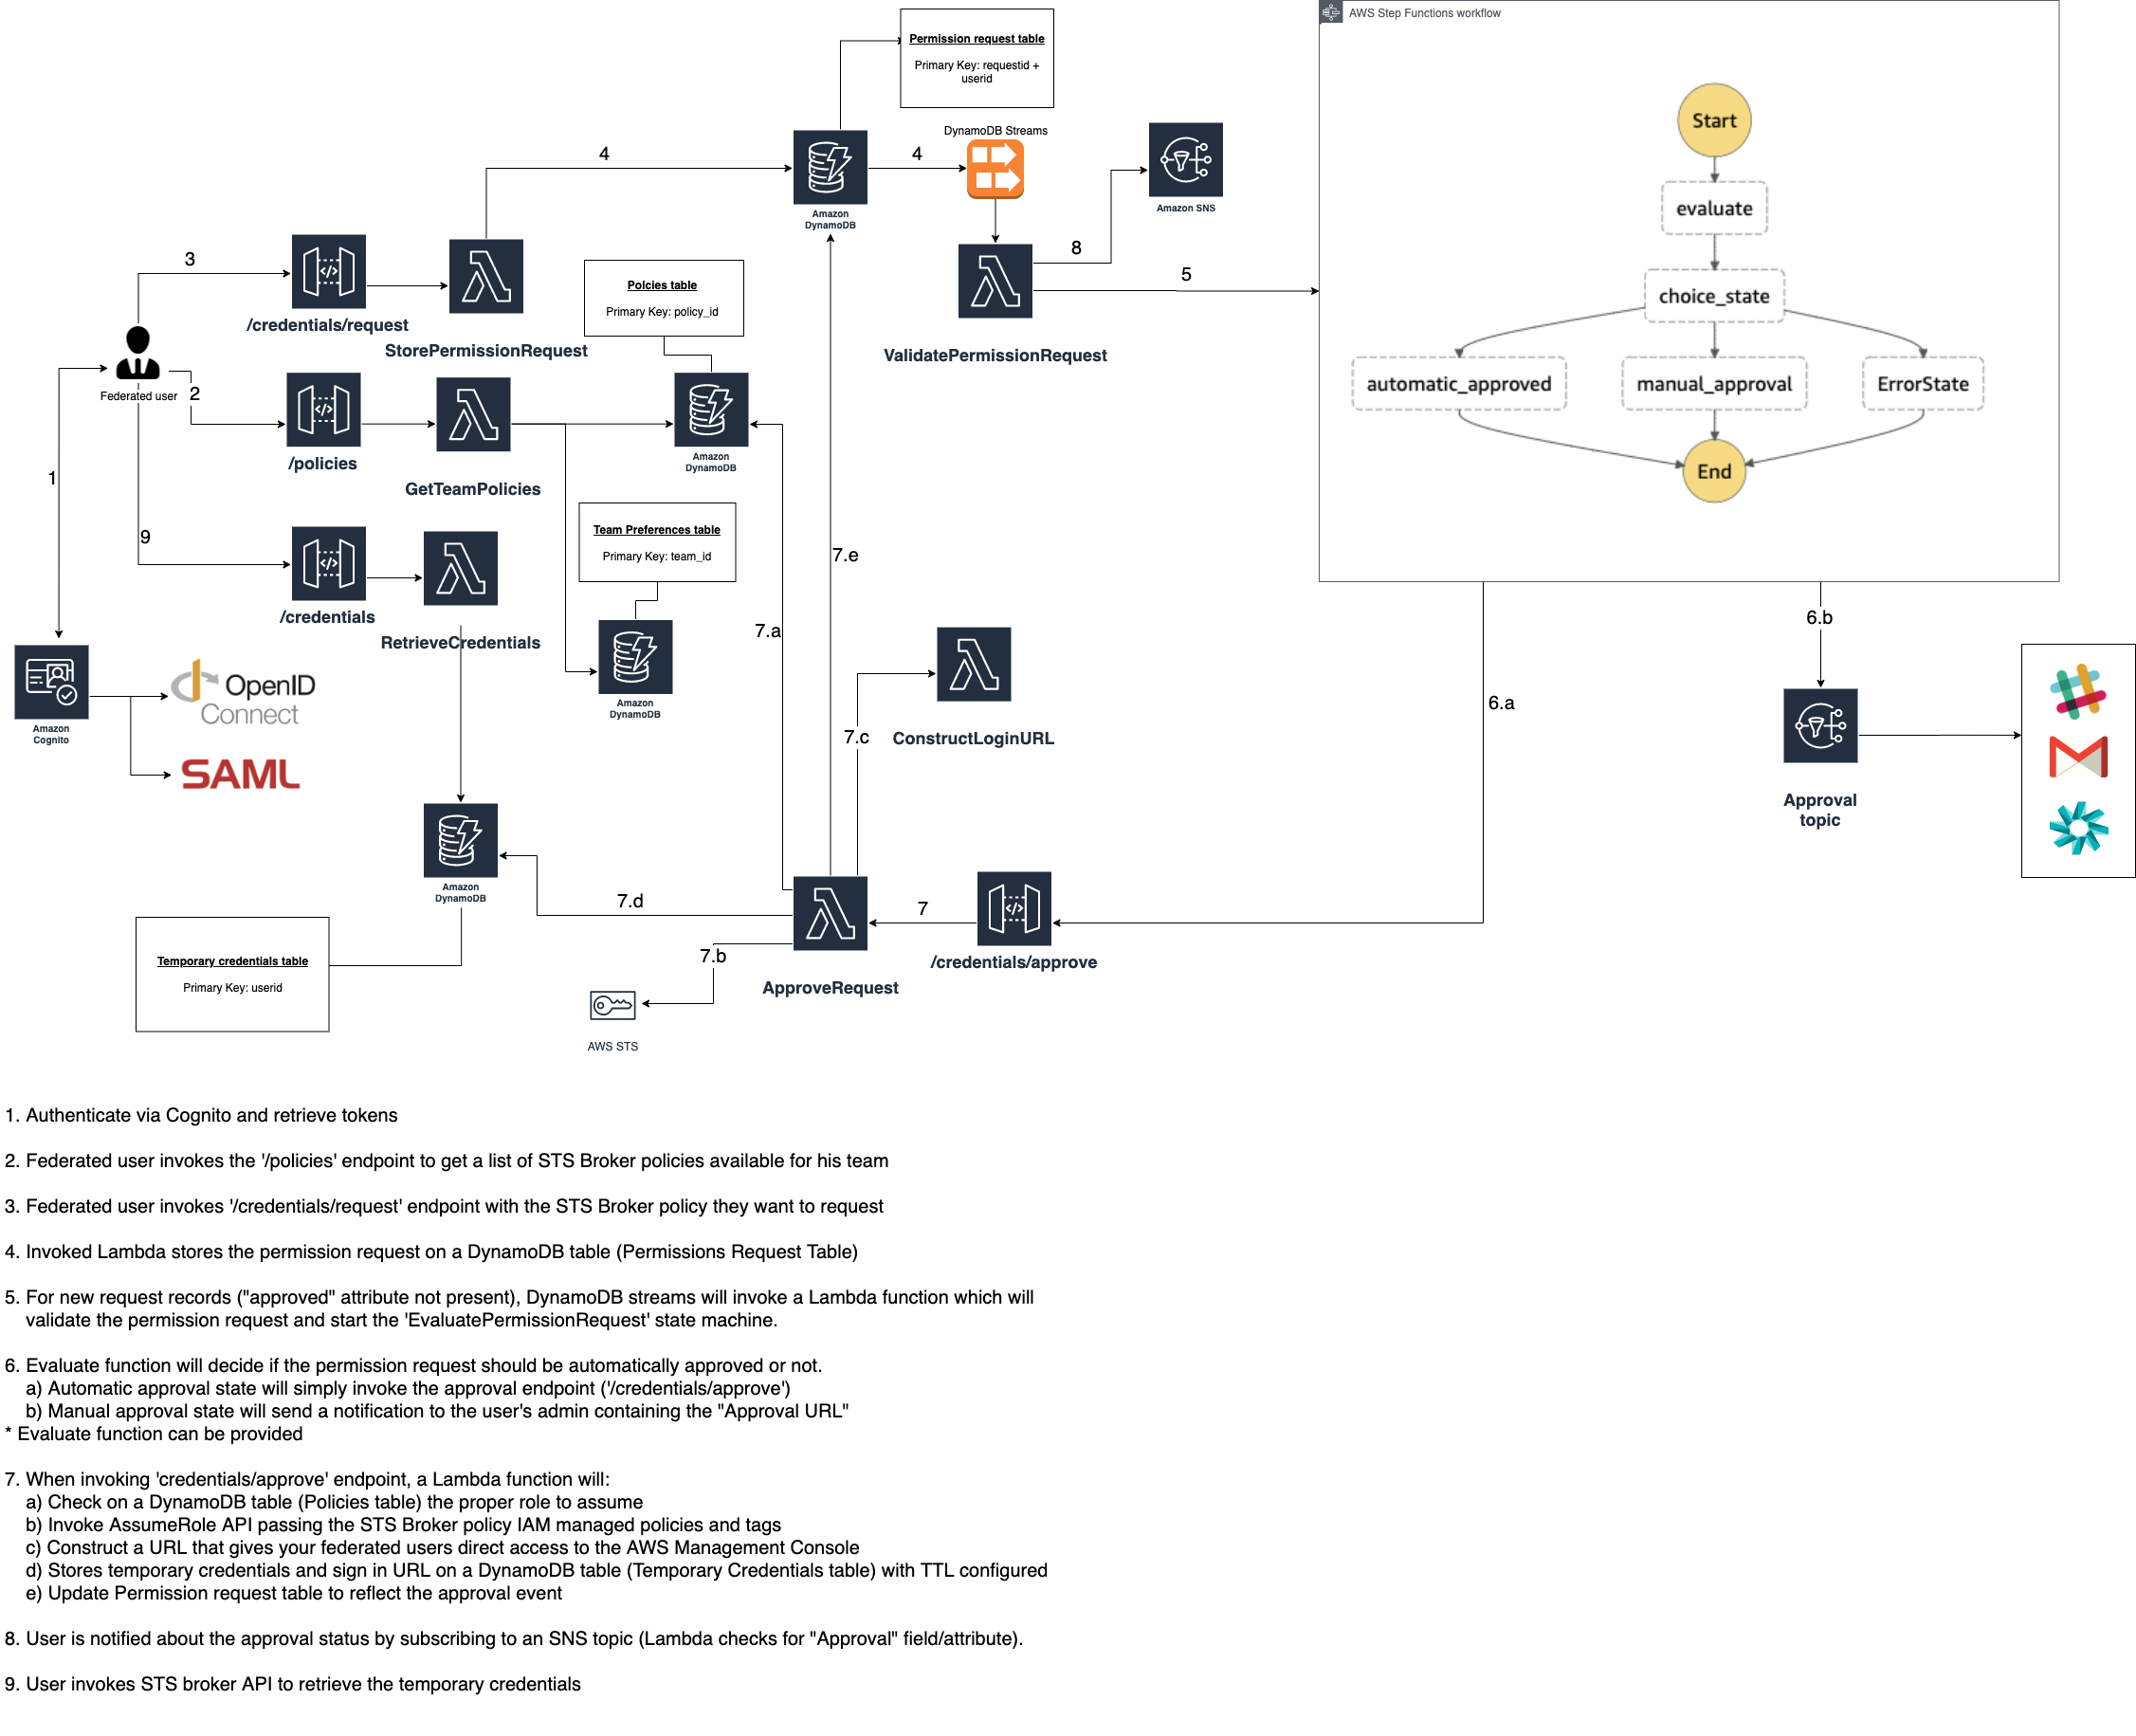 AWS Step Functions workflow
Permission request table
Primary Key: requestid +
userid
Start
evaluate
choice_state
automatic_approved
manual_approval
ErrorState
End
DynamoDB Streams
4
4
Amazon
DynamoDB
Amazon SNS
8
5
ValidatePermissionRequest
3
/credentials/request
StorePermissionRequest
Polcies table
Primary Key: policy_id
Federated user
2
/policies
GetTeamPolicies
Amazon
DynamoDB
1
Team Preferences table
Primary Key: team_id
9
/credentials
RetrieveCredentials
7.e
7.a
Amazon
DynamoDB
Amazon
Cognito
OpenID
Connect
SAML
7.c
ConstructLoginURL
6.a
6.b
Approval
topic
Amazon
DynamoDB
7.d
7
/credentials/approve
7.b
ApproveRequest
Temporary credentials table
Primary Key: userid
AWS STS
1. Authenticate via Cognito and retrieve tokens
2. Federated user invokes the '/policies' endpoint to get a list of STS Broker policies available for his team
3. Federated user invokes '/credentials/request' endpoint with the STS Broker policy they want to request
4. Invoked Lambda stores the permission request on a DynamoDB table (Permissions Request Table)
5. For new request records ("approved" attribute not present), DynamoDB streams will invoke a Lambda function which will
validate the permission request and start the 'EvaluatePermissionRequest' state machine.
6. Evaluate function will decide if the permission request should be automatically approved or not.
a) Automatic approval state will simply invoke the approval endpoint ('/credentials/approve')
b) Manual approval state will send a notification to the user's admin containing the "Approval URL"
* Evaluate function can be provided
7. When invoking 'credentials/approve' endpoint, a Lambda function will:
a) Check on a DynamoDB table (Policies table) the proper role to assume
b) Invoke AssumeRole API passing the STS Broker policy IAM managed policies and tags
c) Construct a URL that gives your federated users direct access to the AWS Management Console
d) Stores temporary credentials and sign in URL on a DynamoDB table (Temporary Credentials table) with TTL configured
e) Update Permission request table to reflect the approval event
8. User is notified about the approval status by subscribing to an SNS topic (Lambda checks for "Approval" field/attribute).
9. User invokes STS broker API to retrieve the temporary credentials